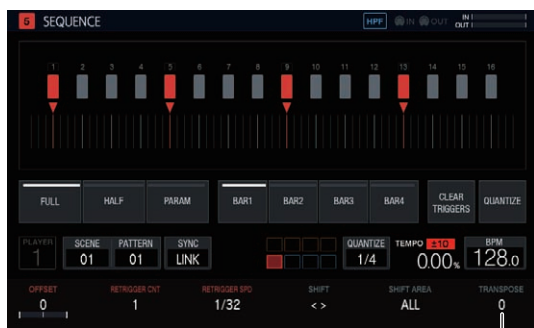 6 SEQUENCE HPF IN OUT IN OUT
1 2 3 4 5 6 7 8 9 10 11 12 13 14 15 16
FULL HALF PARAM BAR1 BAR2 BAR3 BAR4 CLEAR TRIGGERS QUANTIZE
PLAYER 1 SCENE 01 PATTERN 01 SYNC LINK QUANTIZE 1/4 TEMPO ±10 0.00% BPM 128.0
OFFSET RETRIGGER CNT RETRIGGER SPD SHIFT SHIFT AREA TRANSPOSE
0 1 1/32 < > ALL 0